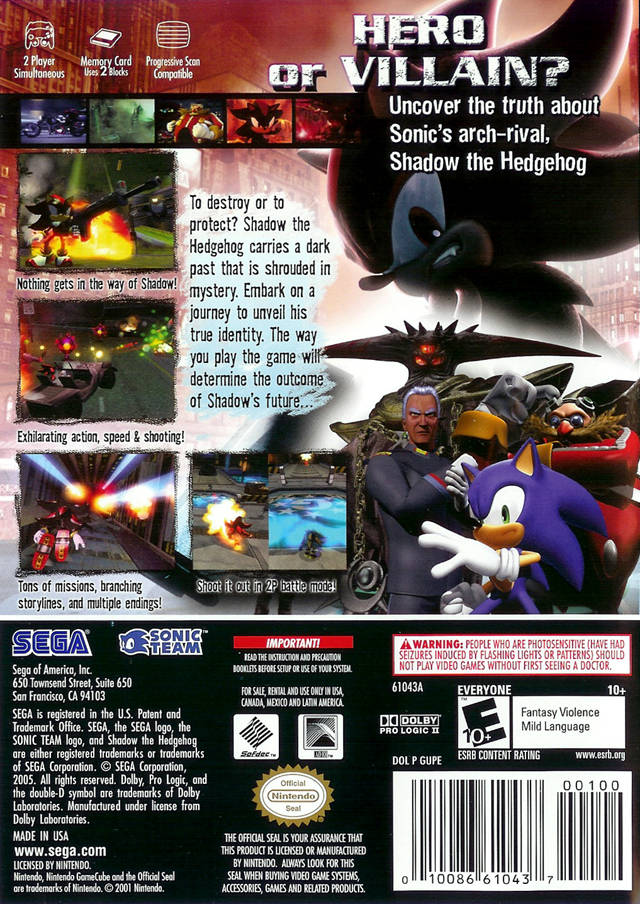 2 Player
Simultaneous
Memory Card
Uses 2 Blocks
Progressive Scan
Compatible
HERO
or VILLAIN?
Uncover the truth about
Sonic's arch-rival,
Shadow the Hedgehog
Nothing gets in the way of Shadow!
To destroy or to
protect? Shadow the
Hedgehog carries a dark
past that is shrouded in
mystery. Embark on a
journey to unveil his
true identity. The way
you play the game will
determine the outcome
of Shadow's future...
Exhilarating action, speed & shooting!
Tons of missions, branching
storylines, and multiple endings!
Shoot it out in 2P battle mode!
SEGA®
SONIC TEAM™
Sega of America, Inc.
650 Townsend Street, Suite 650
San Francisco, CA 94103
SEGA is registered in the U.S. Patent and
Trademark Office. SEGA, the SEGA logo, the
SONIC TEAM logo, and Shadow the Hedgehog
are either registered trademarks or trademarks
of SEGA Corporation. © SEGA Corporation,
2005. All rights reserved. Dolby, Pro Logic, and
the double-D symbol are trademarks of Dolby
Laboratories. Manufactured under license from
Dolby Laboratories.
MADE IN USA
www.sega.com
LICENSED BY NINTENDO.
Nintendo, Nintendo GameCube and the Official Seal
are trademarks of Nintendo. © 2001 Nintendo.
IMPORTANT!
READ THE INSTRUCTION AND PRECAUTION
BOOKLETS BEFORE SETUP OR USE OF YOUR SYSTEM.
FOR SALE, RENTAL AND USE ONLY IN USA,
CANADA, MEXICO AND LATIN AMERICA.
Sofdec™
Official
Nintendo
Seal
THE OFFICIAL SEAL IS YOUR ASSURANCE THAT
THIS PRODUCT IS LICENSED OR MANUFACTURED
BY NINTENDO. ALWAYS LOOK FOR THIS
SEAL WHEN BUYING VIDEO GAME SYSTEMS,
ACCESSORIES, GAMES AND RELATED PRODUCTS.
WARNING: PEOPLE WHO ARE PHOTOSENSITIVE (HAVE HAD
SEIZURES INDUCED BY FLASHING LIGHTS OR PATTERNS) SHOULD
NOT PLAY VIDEO GAMES WITHOUT FIRST SEEING A DOCTOR.
61043A
DOLBY
PRO LOGIC II
DOL P GUPE
EVERYONE 10+
E
10+
Fantasy Violence
Mild Language
ESRB CONTENT RATING www.esrb.org
00100
0 10086 61043 7